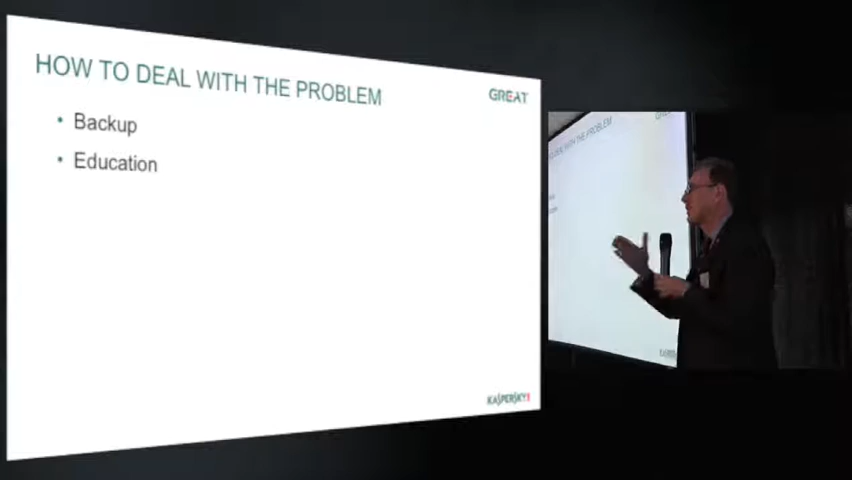 HOW TO DEAL WITH THE PROBLEM
GREAT
• Backup
• Education
KASPERSKY